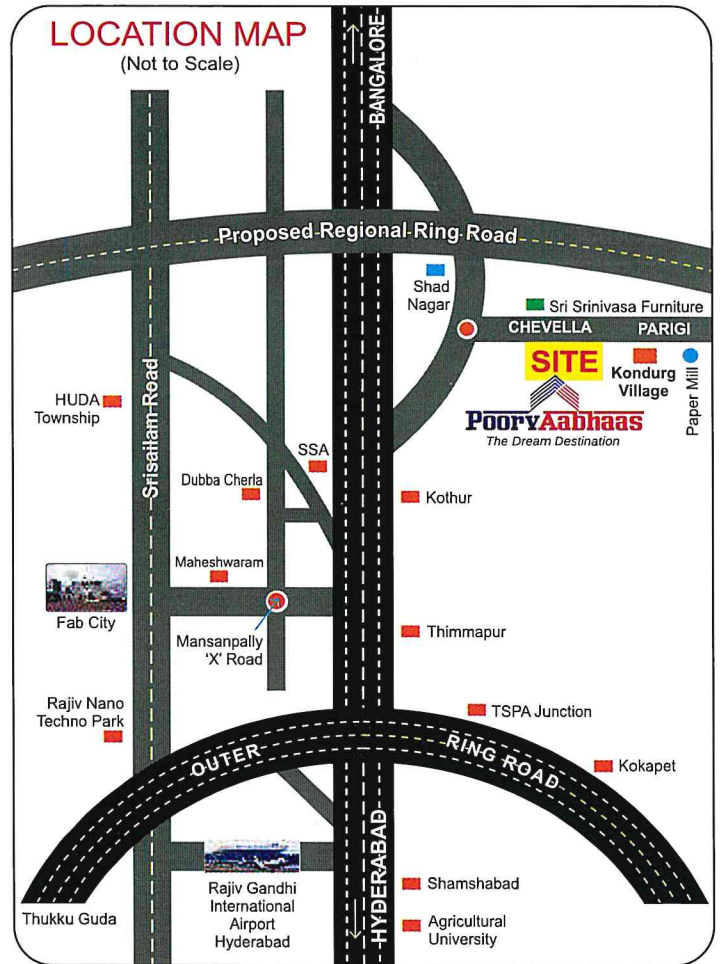 LOCATION MAP
(Not to Scale)
BANGALORE
Proposed Regional Ring Road
Shad
Nagar
Sri Srinivasa Furniture
CHEVELLA PARIGI
SITE
Kondurg
Village
Paper Mill
PoorvAabhaas
The Dream Destination
HUDA
Township
Srisailam Road
SSA
Dubba Cherla
Kothur
Maheshwaram
Fab City
Mansanpally
'X' Road
Thimmapur
Rajiv Nano
Techno Park
TSPA Junction
OUTER RING ROAD
Kokapet
HYDERABAD
Rajiv Gandhi
International
Airport
Hyderabad
Shamshabad
Thukku Guda
Agricultural
University